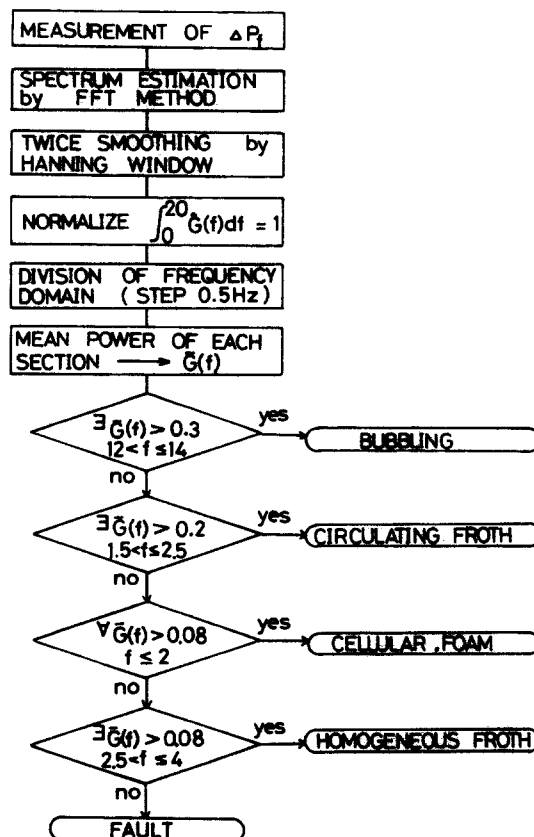 MEASUREMENT OF △P_f
SPECTRUM ESTIMATION
by FFT METHOD
TWICE SMOOTHING by
HANNING WINDOW
NORMALIZE ∫₀²⁰ Ĝ(f)df = 1
DIVISION OF FREQUENCY
DOMAIN ( STEP 0.5Hz )
MEAN POWER OF EACH
SECTION ⟶ G̃(f)
∃G̃(f) > 0.3
12 < f ≤ 14
yes
BUBBLING
no
∃G̃(f) > 0.2
1.5<f≤2.5
yes
CIRCULATING FROTH
no
∀G̃(f) > 0.08
f ≤ 2
yes
CELLULAR .FOAM
no
∃G̃(f) > 0.08
2.5<f ≤ 4
yes
HOMOGENEOUS FROTH
no
FAULT